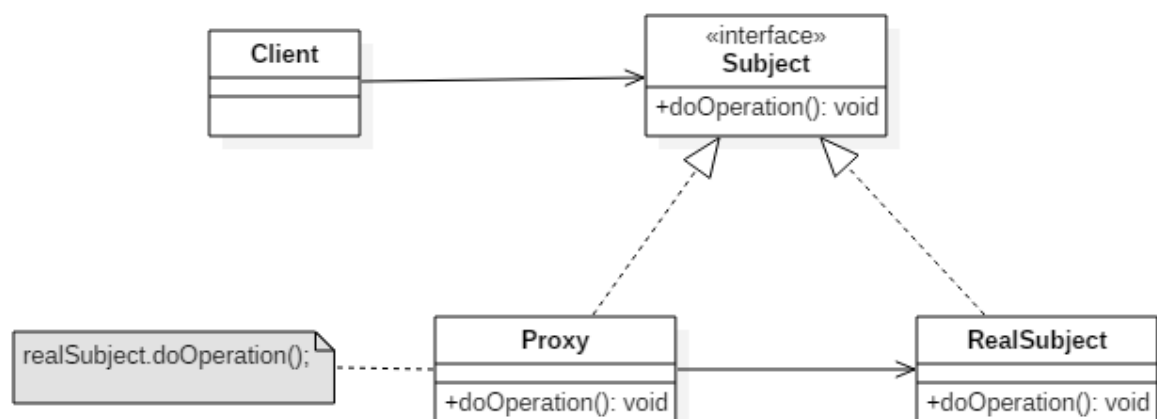 Client
«interface»
Subject
+doOperation(): void
realSubject.doOperation();
Proxy
+doOperation(): void
RealSubject
+doOperation(): void